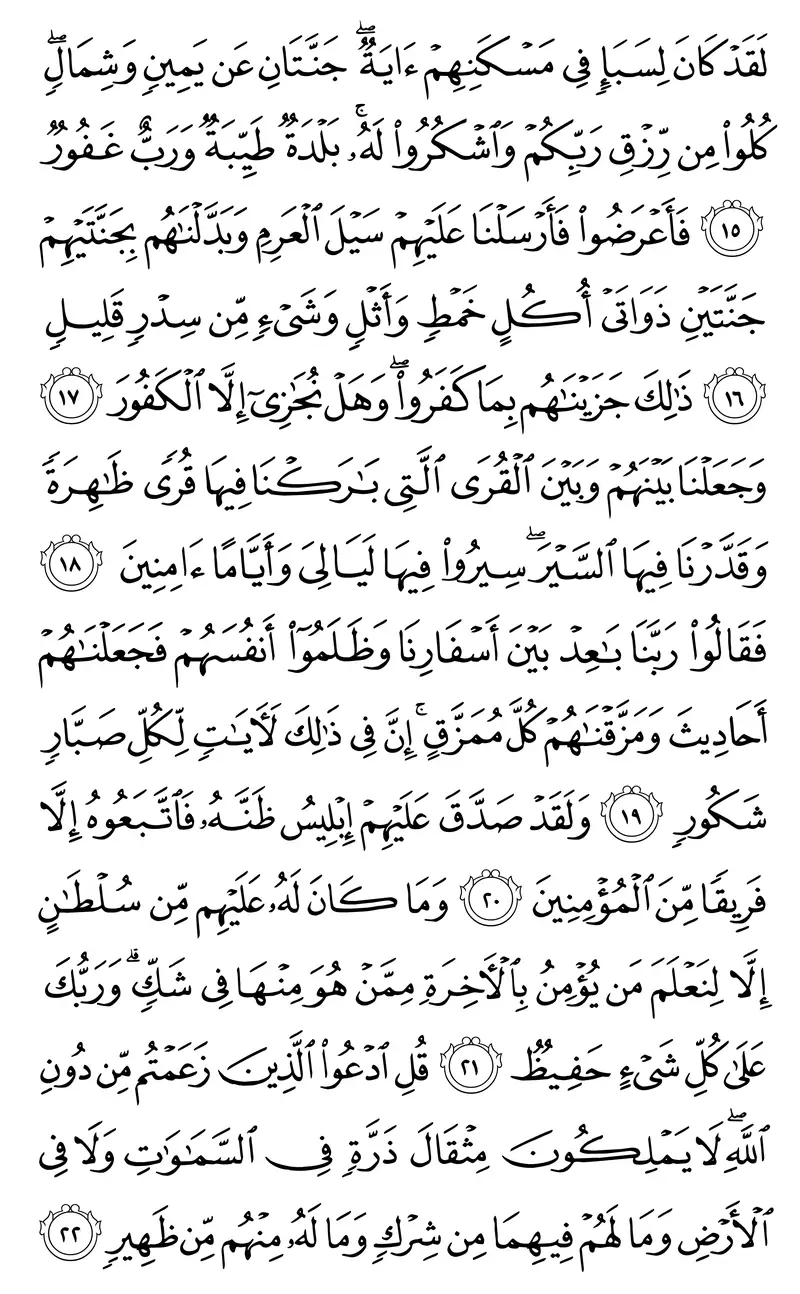 لَقَدۡ كَانَ لِسَبَإٖ فِي مَسۡكَنِهِمۡ ءَايَةٞۖ جَنَّتَانِ عَن يَمِينٖ وَشِمَالٖۖ
كُلُواْ مِن رِّزۡقِ رَبِّكُمۡ وَٱشۡكُرُواْ لَهُۥۚ بَلۡدَةٞ طَيِّبَةٞ وَرَبٌّ غَفُورٞ
١٥ فَأَعۡرَضُواْ فَأَرۡسَلۡنَا عَلَيۡهِمۡ سَيۡلَ ٱلۡعَرِمِ وَبَدَّلۡنَٰهُم بِجَنَّتَيۡهِمۡ
جَنَّتَيۡنِ ذَوَاتَيۡ أُكُلٍ خَمۡطٖ وَأَثۡلٖ وَشَيۡءٖ مِّن سِدۡرٖ قَلِيلٖ
١٦ ذَٰلِكَ جَزَيۡنَٰهُم بِمَا كَفَرُواْۖ وَهَلۡ نُجَٰزِيٓ إِلَّا ٱلۡكَفُورَ ١٧
وَجَعَلۡنَا بَيۡنَهُمۡ وَبَيۡنَ ٱلۡقُرَى ٱلَّتِي بَٰرَكۡنَا فِيهَا قُرٗى ظَٰهِرَةٗ
وَقَدَّرۡنَا فِيهَا ٱلسَّيۡرَۖ سِيرُواْ فِيهَا لَيَالِيَ وَأَيَّامًا ءَامِنِينَ ١٨
فَقَالُواْ رَبَّنَا بَٰعِدۡ بَيۡنَ أَسۡفَارِنَا وَظَلَمُوٓاْ أَنفُسَهُمۡ فَجَعَلۡنَٰهُمۡ
أَحَادِيثَ وَمَزَّقۡنَٰهُمۡ كُلَّ مُمَزَّقٍۚ إِنَّ فِي ذَٰلِكَ لَأٓيَٰتٖ لِّكُلِّ صَبَّارٖ
شَكُورٖ ١٩ وَلَقَدۡ صَدَّقَ عَلَيۡهِمۡ إِبۡلِيسُ ظَنَّهُۥ فَٱتَّبَعُوهُ إِلَّا
فَرِيقٗا مِّنَ ٱلۡمُؤۡمِنِينَ ٢٠ وَمَا كَانَ لَهُۥ عَلَيۡهِم مِّن سُلۡطَٰنٍ
إِلَّا لِنَعۡلَمَ مَن يُؤۡمِنُ بِٱلۡأٓخِرَةِ مِمَّنۡ هُوَ مِنۡهَا فِي شَكّٖۗ وَرَبُّكَ
عَلَىٰ كُلِّ شَيۡءٍ حَفِيظٞ ٢١ قُلِ ٱدۡعُواْ ٱلَّذِينَ زَعَمۡتُم مِّن دُونِ
ٱللَّهِۖ لَا يَمۡلِكُونَ مِثۡقَالَ ذَرَّةٖ فِي ٱلسَّمَٰوَٰتِ وَلَا فِي
ٱلۡأَرۡضِ وَمَا لَهُمۡ فِيهِمَا مِن شِرۡكٖ وَمَا لَهُۥ مِنۡهُم مِّن ظَهِيرٖ ٢٢